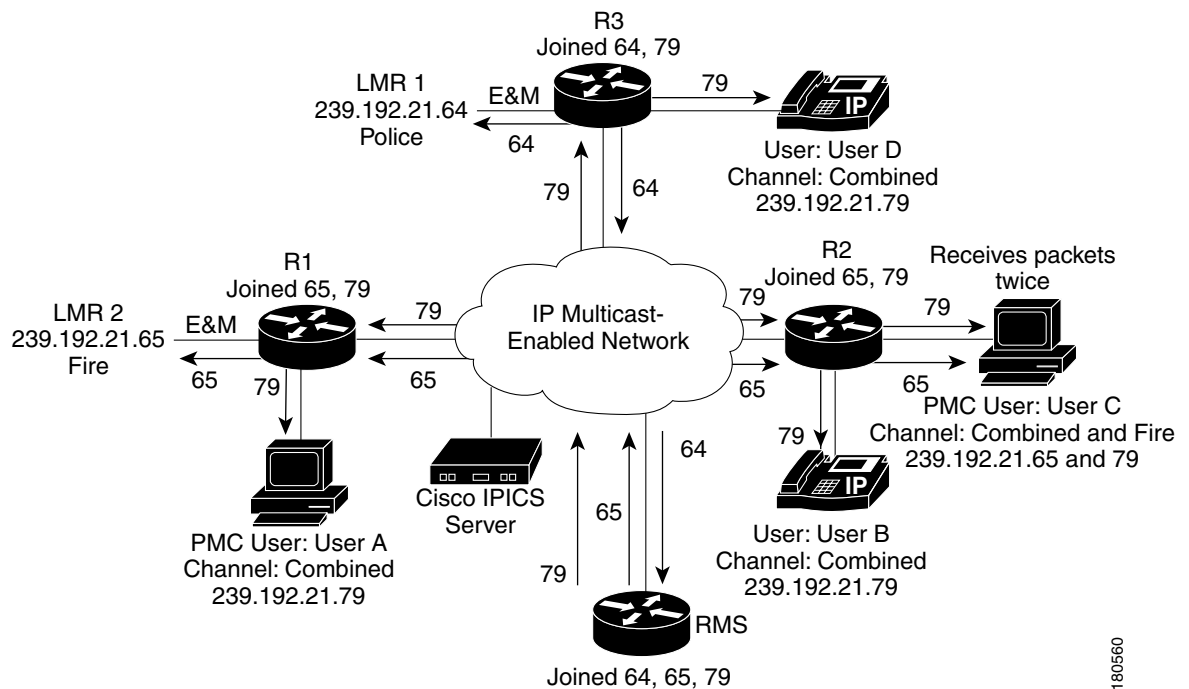 R3
Joined 64, 79
LMR 1
239.192.21.64
Police
E&M
64
79
IP
User: User D
Channel: Combined
239.192.21.79
79
64
R1
Joined 65, 79
LMR 2
239.192.21.65
Fire
E&M
65
79
79
65
IP Multicast-
Enabled Network
R2
Joined 65, 79
79
65
Receives packets
twice
79
65
PMC User: User C
Channel: Combined and Fire
239.192.21.65 and 79
79
IP
User: User B
Channel: Combined
239.192.21.79
PMC User: User A
Channel: Combined
239.192.21.79
Cisco IPICS
Server
79
65
64
RMS
Joined 64, 65, 79
180560